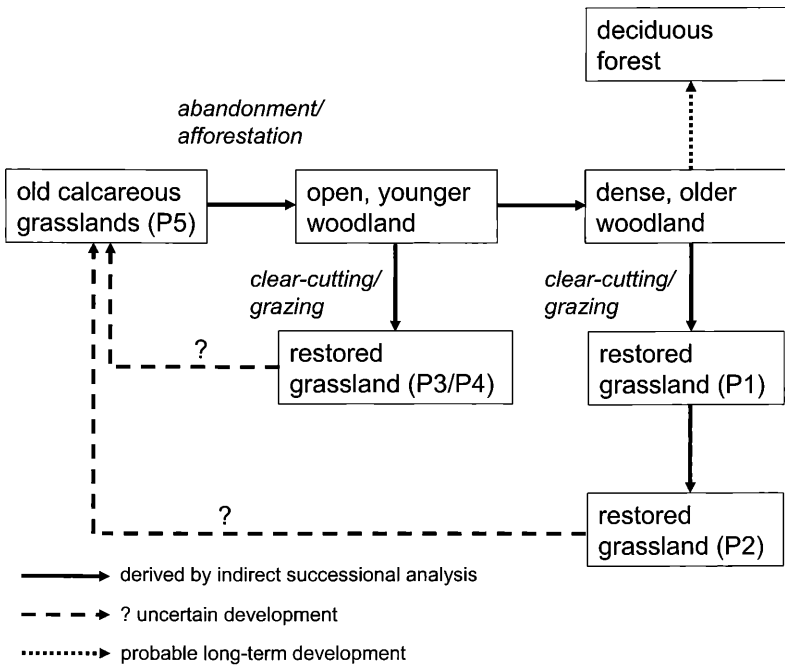 deciduous
forest
abandonment/
afforestation
old calcareous
grasslands (P5)
open, younger
woodland
dense, older
woodland
clear-cutting/
grazing
clear-cutting/
grazing
?
restored
grassland (P3/P4)
restored
grassland (P1)
?
restored
grassland (P2)
derived by indirect successional analysis
? uncertain development
probable long-term development